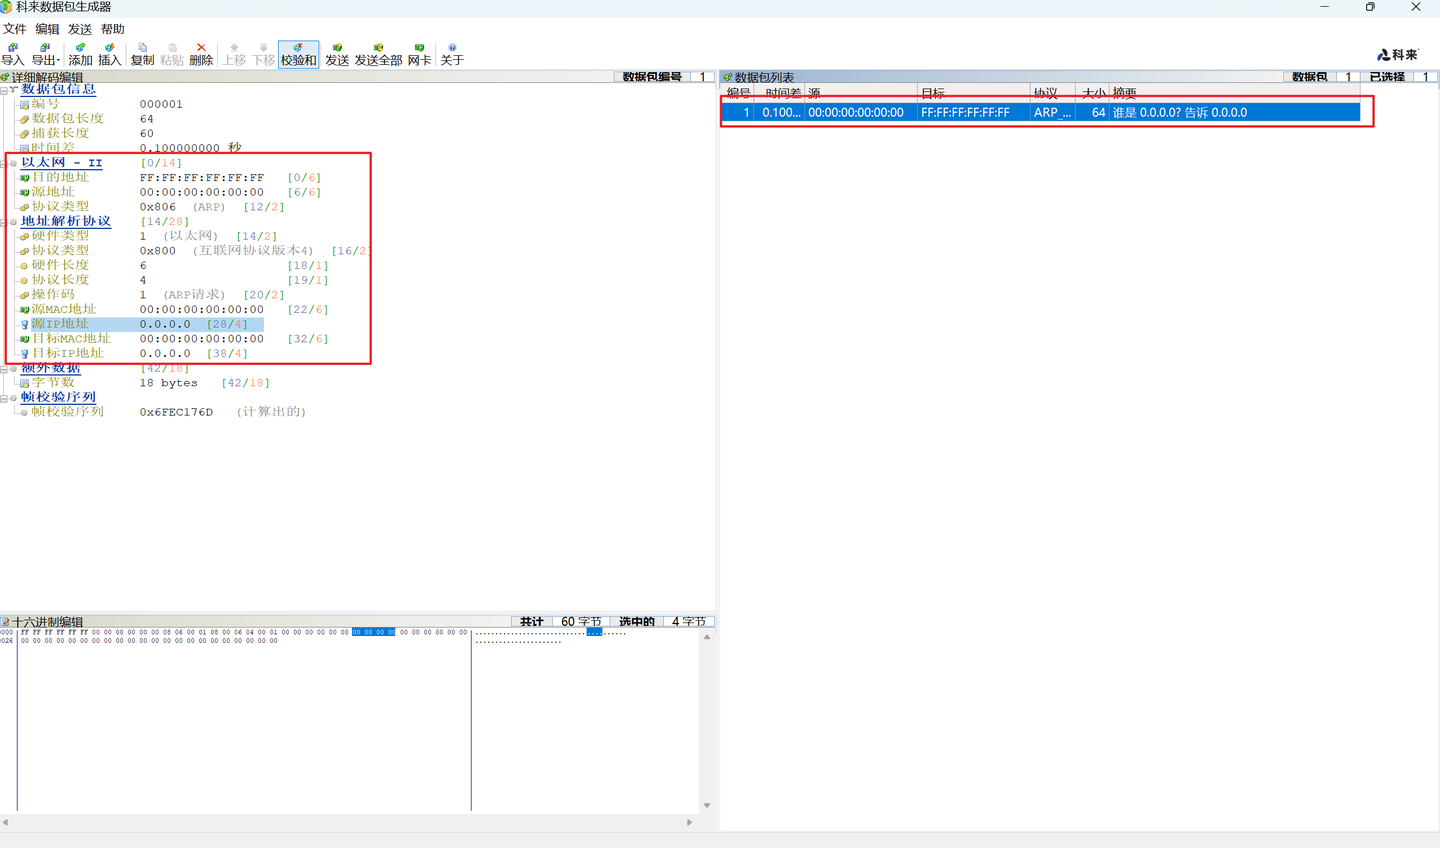 科来数据包生成器
文件 编辑 发送 帮助
导入 导出 添加 插入 复制 粘贴 删除 上移 下移 校验和 发送 发送全部 网卡 关于
科来
详细解码编辑 数据包编号 1
数据包信息
编号 000001
数据包长度 64
捕获长度 60
时间差 0.100000000 秒
以太网 - II [0/14]
目的地址 FF:FF:FF:FF:FF:FF [0/6]
源地址 00:00:00:00:00:00 [6/6]
协议类型 0x806 (ARP) [12/2]
地址解析协议 [14/28]
硬件类型 1 (以太网) [14/2]
协议类型 0x800 (互联网协议版本4) [16/2]
硬件长度 6 [18/1]
协议长度 4 [19/1]
操作码 1 (ARP请求) [20/2]
源MAC地址 00:00:00:00:00:00 [22/6]
源IP地址 0.0.0.0 [28/4]
目标MAC地址 00:00:00:00:00:00 [32/6]
目标IP地址 0.0.0.0 [38/4]
额外数据 [42/18]
字节数 18 bytes [42/18]
帧校验序列
帧校验序列 0x6FEC176D (计算出的)
数据包列表 数据包 1 已选择 1
编号 时间差 源 目标 协议 大小 摘要
1 0.100... 00:00:00:00:00:00 FF:FF:FF:FF:FF:FF ARP_... 64 谁是 0.0.0.0? 告诉 0.0.0.0
十六进制编辑 共计 60 字节 选中的 4 字节
0000 FF FF FF FF FF FF 00 00 00 00 00 00 08 06 00 01 08 00 06 04 00 01 00 00 00 00 00 00 00 00 00 00 00 00 00 00 00 00 ......................................
0026 00 00 00 00 00 00 00 00 00 00 00 00 00 00 00 00 00 00 00 00 00 00 ......................